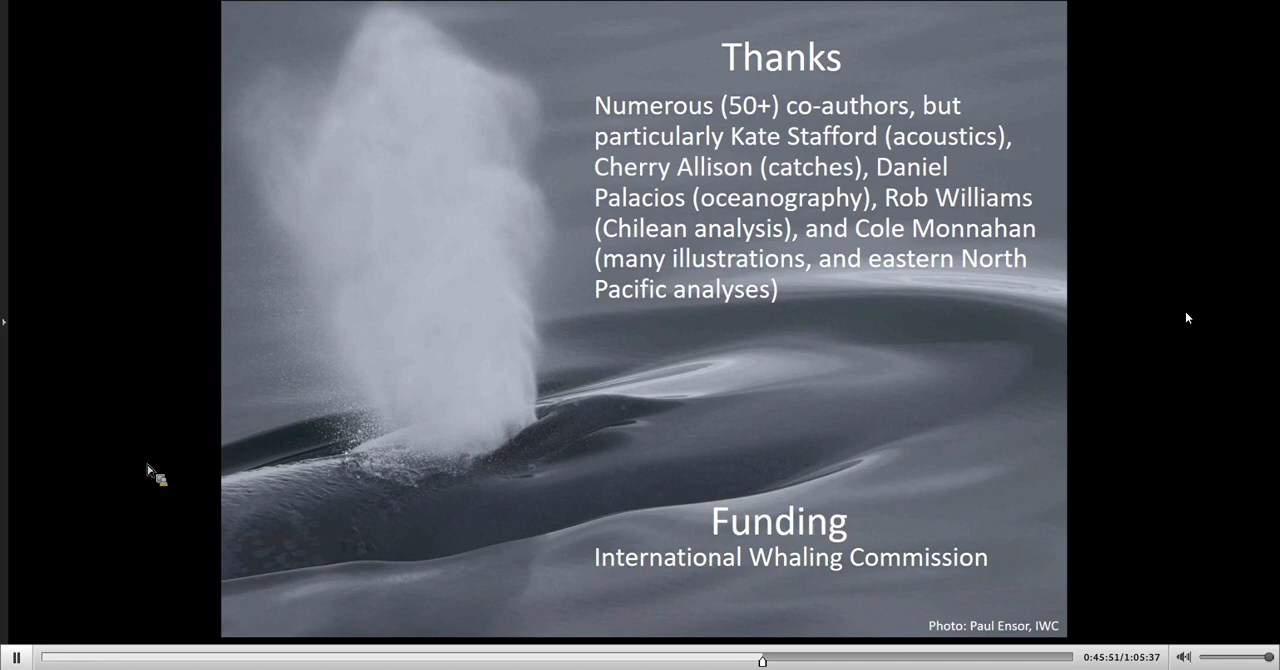 Thanks
Numerous (50+) co-authors, but
particularly Kate Stafford (acoustics),
Cherry Allison (catches), Daniel
Palacios (oceanography), Rob Williams
(Chilean analysis), and Cole Monnahan
(many illustrations, and eastern North
Pacific analyses)
Funding
International Whaling Commission
Photo: Paul Ensor, IWC
0:45:51/1:05:37